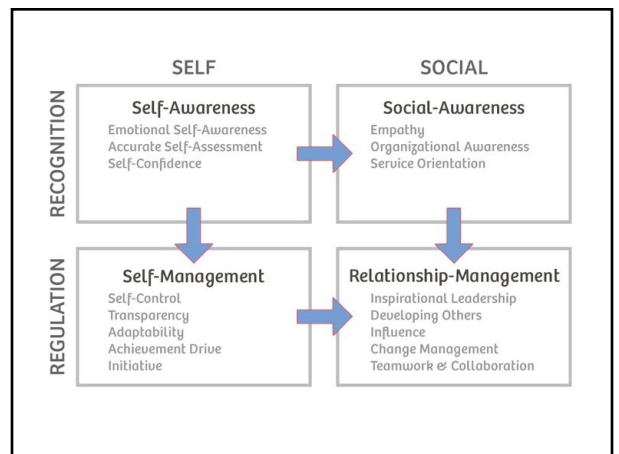 SELF
SOCIAL
RECOGNITION
Self-Awareness
Emotional Self-Awareness
Accurate Self-Assessment
Self-Confidence
Social-Awareness
Empathy
Organizational Awareness
Service Orientation
REGULATION
Self-Management
Self-Control
Transparency
Adaptability
Achievement Drive
Initiative
Relationship-Management
Inspirational Leadership
Developing Others
Influence
Change Management
Teamwork & Collaboration